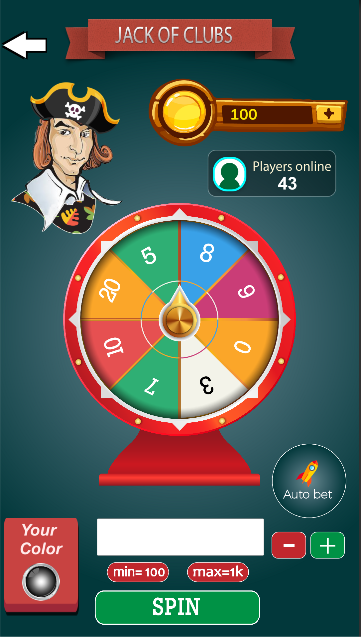 JACK OF CLUBS
100
Players online
43
5
8
9
20
0
10
7
3
Auto bet
Your
Color
min= 100
max=1k
SPIN